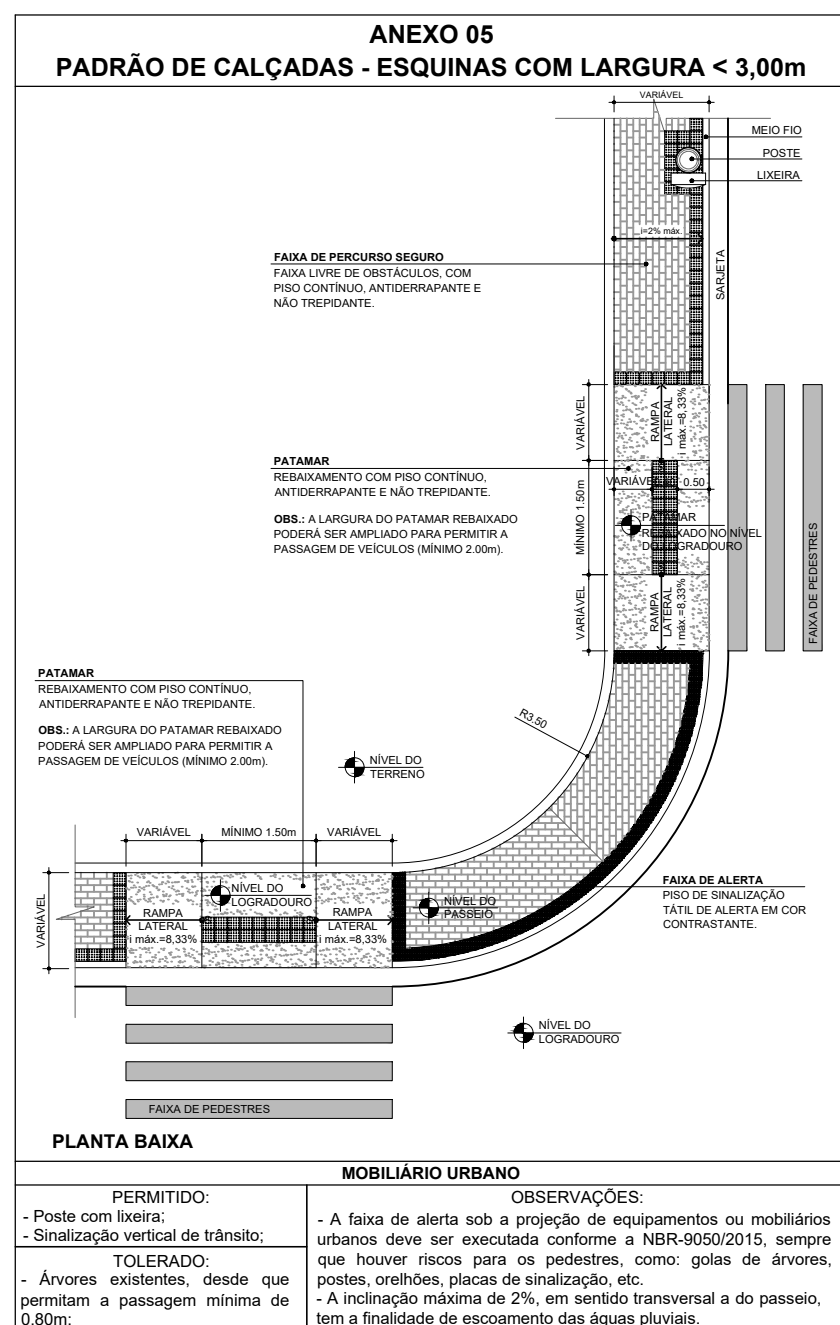 ANEXO 05
PADRÃO DE CALÇADAS - ESQUINAS COM LARGURA < 3,00m
VARIÁVEL
MEIO FIO
POSTE
LIXEIRA
i=2% máx.
SARJETA
FAIXA DE PERCURSO SEGURO
FAIXA LIVRE DE OBSTÁCULOS, COM
PISO CONTÍNUO, ANTIDERRAPANTE E
NÃO TREPIDANTE.
VARIÁVEL
RAMPA
LATERAL
i máx.=8,33%
PATAMAR
REBAIXAMENTO COM PISO CONTÍNUO,
ANTIDERRAPANTE E NÃO TREPIDANTE.
OBS.: A LARGURA DO PATAMAR REBAIXADO
PODERÁ SER AMPLIADO PARA PERMITIR A
PASSAGEM DE VEÍCULOS (MÍNIMO 2.00m).
MÍNIMO 1.50m
VARIÁVEL
0.50
PATAMAR
REBAIXADO NO NÍVEL
DO LOGRADOURO
FAIXA DE PEDESTRES
VARIÁVEL
RAMPA
LATERAL
i máx.=8,33%
PATAMAR
REBAIXAMENTO COM PISO CONTÍNUO,
ANTIDERRAPANTE E NÃO TREPIDANTE.
OBS.: A LARGURA DO PATAMAR REBAIXADO
PODERÁ SER AMPLIADO PARA PERMITIR A
PASSAGEM DE VEÍCULOS (MÍNIMO 2.00m).
R3.50
NÍVEL DO
TERRENO
VARIÁVEL
MÍNIMO 1.50m
VARIÁVEL
VARIÁVEL
NÍVEL DO
LOGRADOURO
RAMPA
LATERAL
i máx.=8,33%
RAMPA
LATERAL
i máx.=8,33%
NÍVEL DO
PASSEIO
FAIXA DE ALERTA
PISO DE SINALIZAÇÃO
TÁTIL DE ALERTA EM COR
CONTRASTANTE.
NÍVEL DO
LOGRADOURO
FAIXA DE PEDESTRES
PLANTA BAIXA
MOBILIÁRIO URBANO
PERMITIDO:
- Poste com lixeira;
- Sinalização vertical de trânsito;
TOLERADO:
- Árvores existentes, desde que
permitam a passagem mínima de
0.80m;
OBSERVAÇÕES:
- A faixa de alerta sob a projeção de equipamentos ou mobiliários
urbanos deve ser executada conforme a NBR-9050/2015, sempre
que houver riscos para os pedestres, como: golas de árvores,
postes, orelhões, placas de sinalização, etc.
- A inclinação máxima de 2%, em sentido transversal a do passeio,
tem a finalidade de escoamento das águas pluviais.